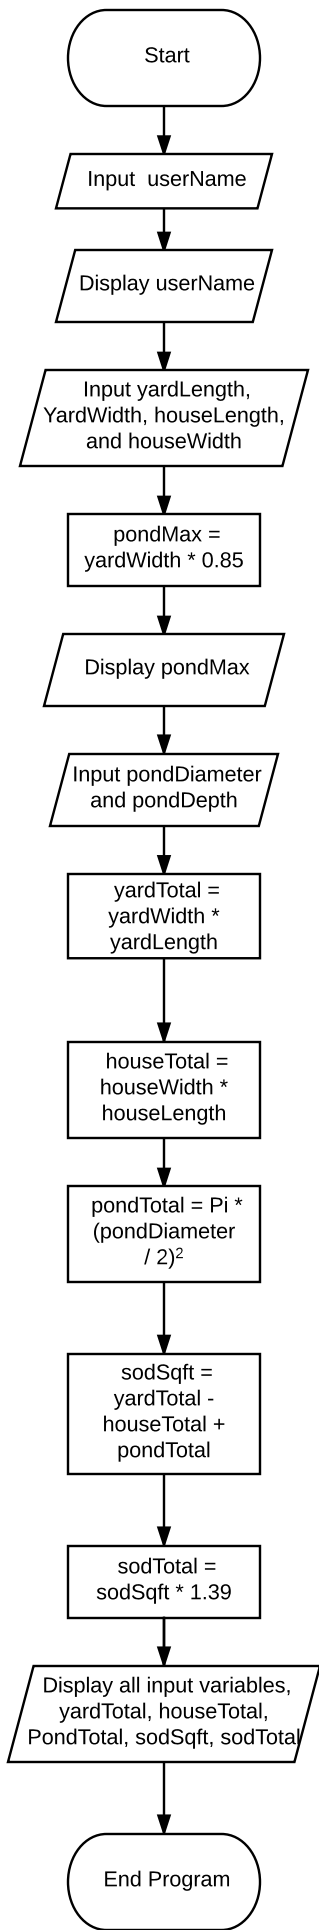 Start
Input  userName
Display userName
Input yardLength,
YardWidth, houseLength,
and houseWidth
pondMax =
yardWidth * 0.85
Display pondMax
Input pondDiameter
and pondDepth
yardTotal =
yardWidth *
yardLength
houseTotal =
houseWidth *
houseLength
pondTotal = Pi *
(pondDiameter
/ 2)²
sodSqft =
yardTotal -
houseTotal +
pondTotal
sodTotal =
sodSqft * 1.39
Display all input variables,
yardTotal, houseTotal,
PondTotal, sodSqft, sodTotal
End Program